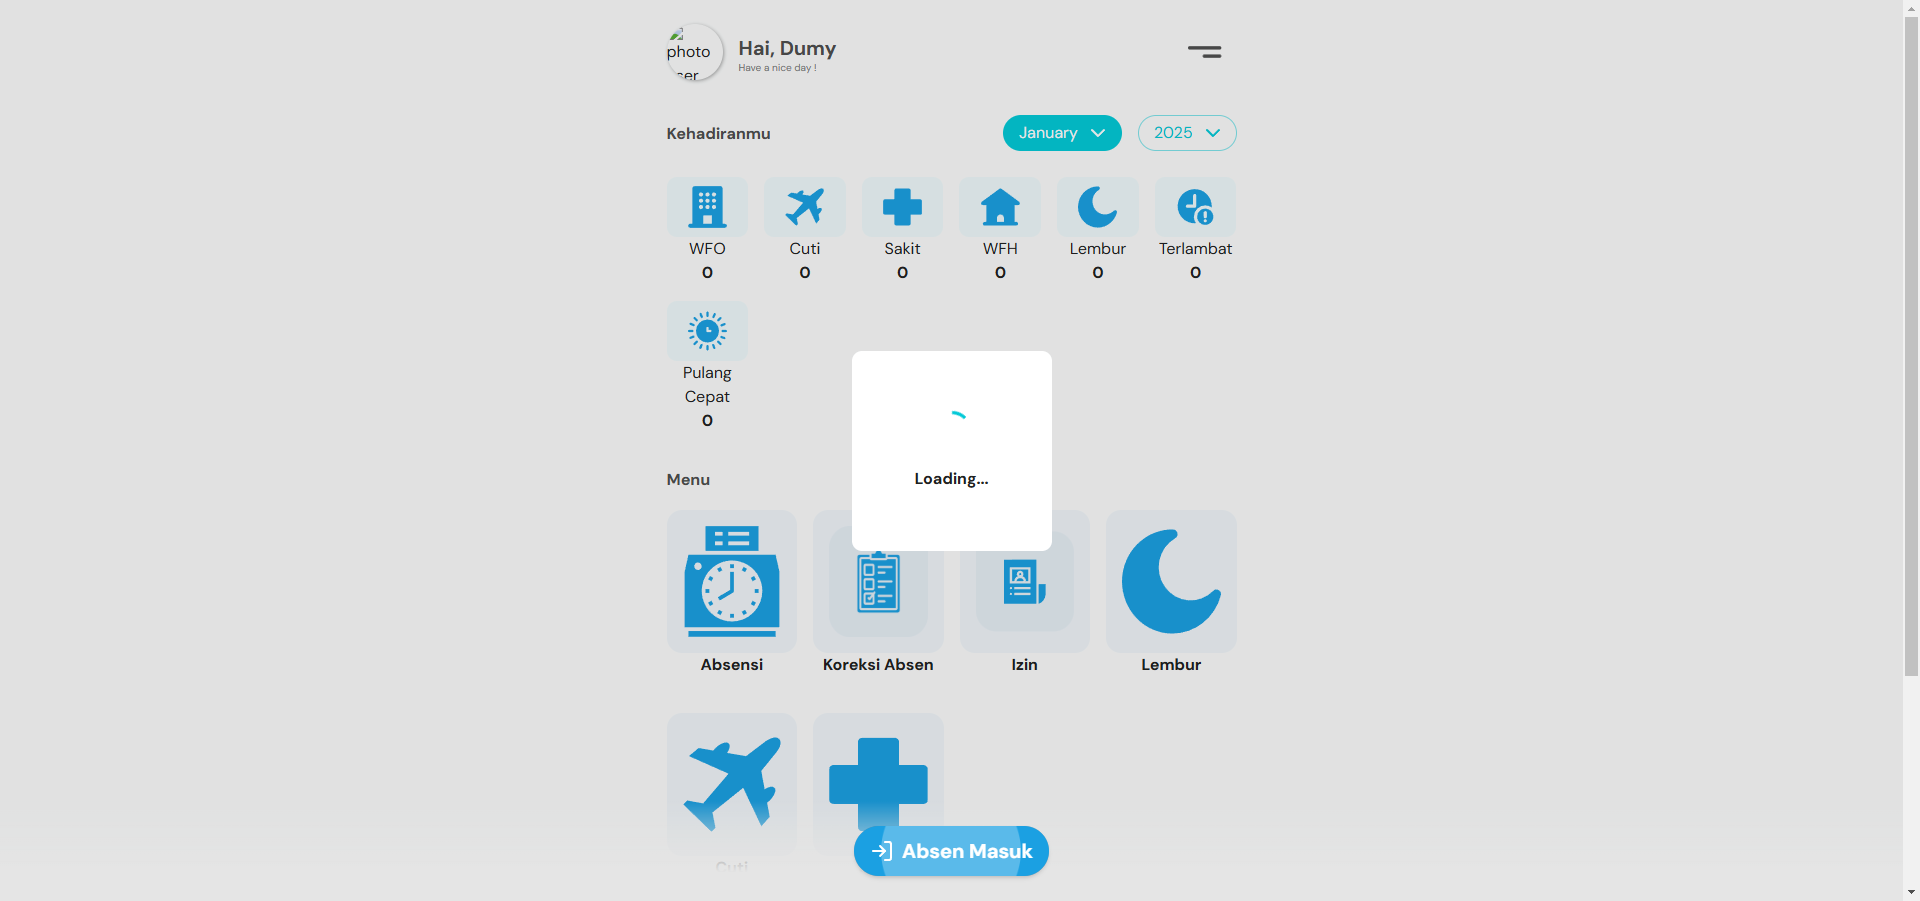 photo
user
Hai, Dumy
Have a nice day !
Kehadiranmu
January
2025
WFO
0
Cuti
0
Sakit
0
WFH
0
Lembur
0
Terlambat
0
Pulang
Cepat
0
Loading...
Menu
Absensi
Koreksi Absen
Izin
Lembur
Cuti
Absen Masuk